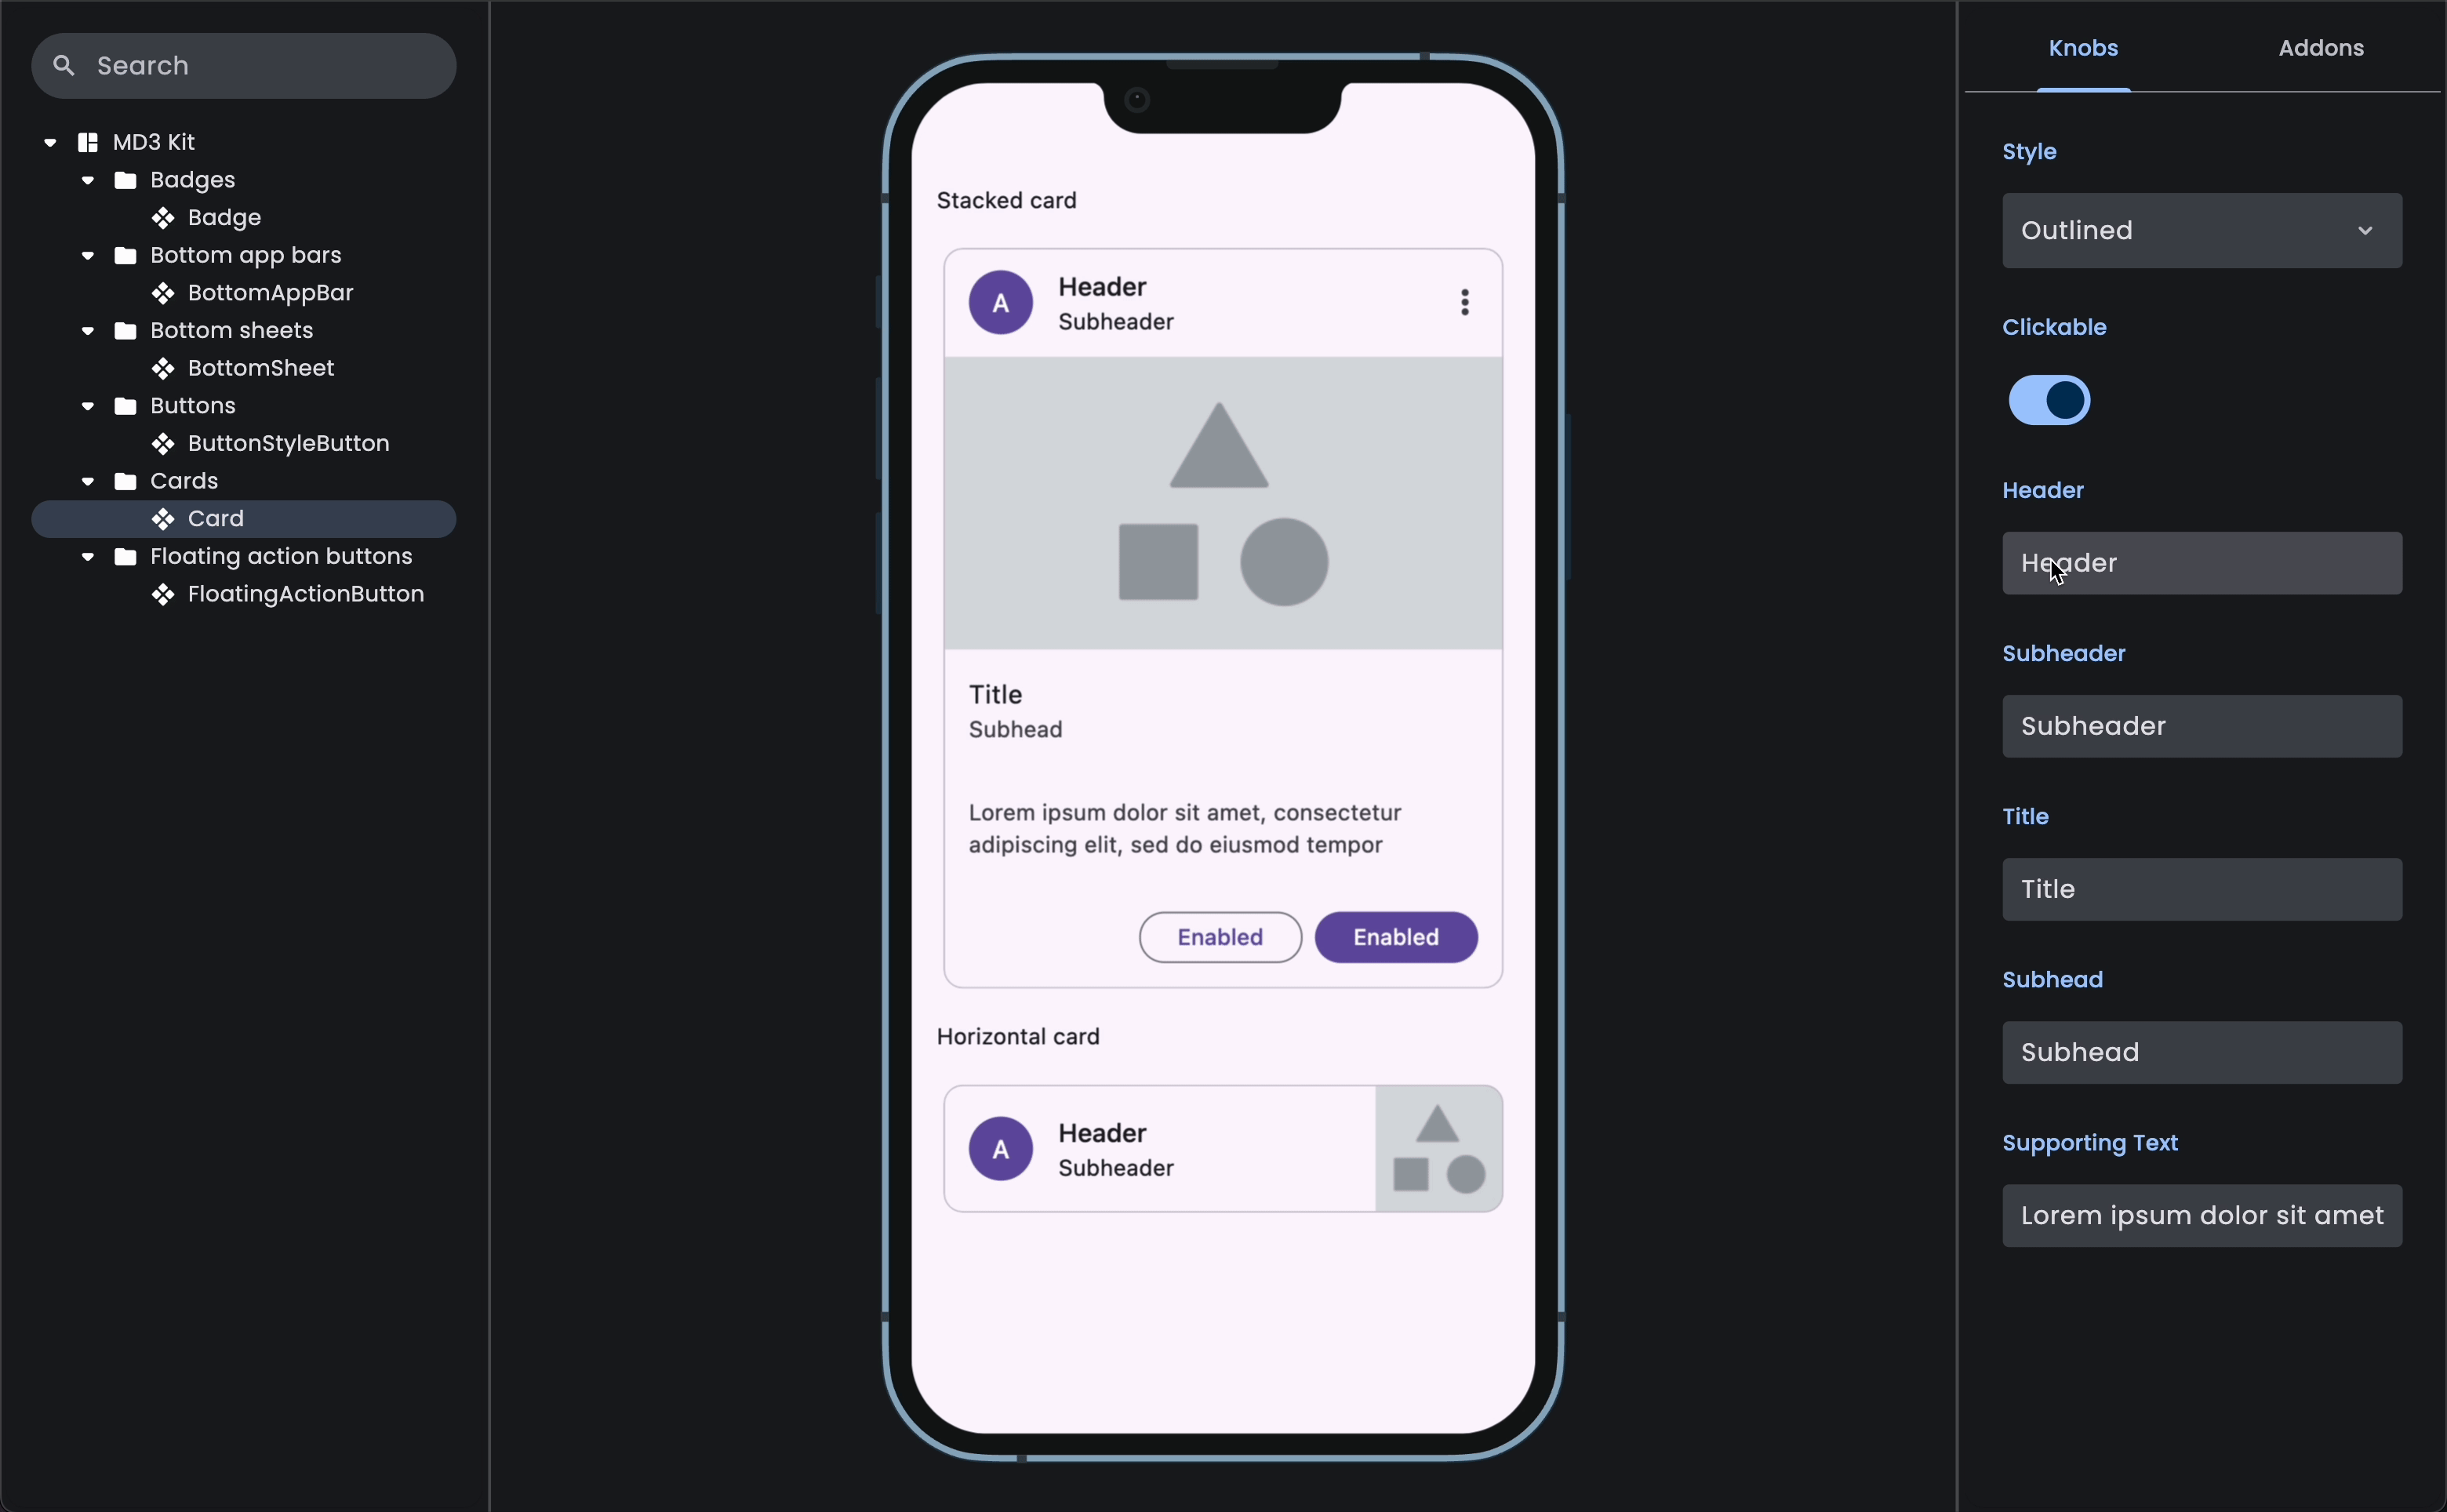 Search
MD3 Kit
Badges
Badge
Bottom app bars
BottomAppBar
Bottom sheets
BottomSheet
Buttons
ButtonStyleButton
Cards
Card
Floating action buttons
FloatingActionButton
Stacked card
A
Header
Subheader
Title
Subhead
Lorem ipsum dolor sit amet, consectetur
adipiscing elit, sed do eiusmod tempor
Enabled Enabled
Horizontal card
A
Header
Subheader
Knobs Addons
Style
Outlined
Clickable
Header
Header
Subheader
Subheader
Title
Title
Subhead
Subhead
Supporting Text
Lorem ipsum dolor sit amet